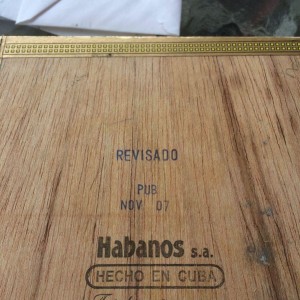 REVISADO
PUB
NOV 07
Habanos s.a.
HECHO EN CUBA